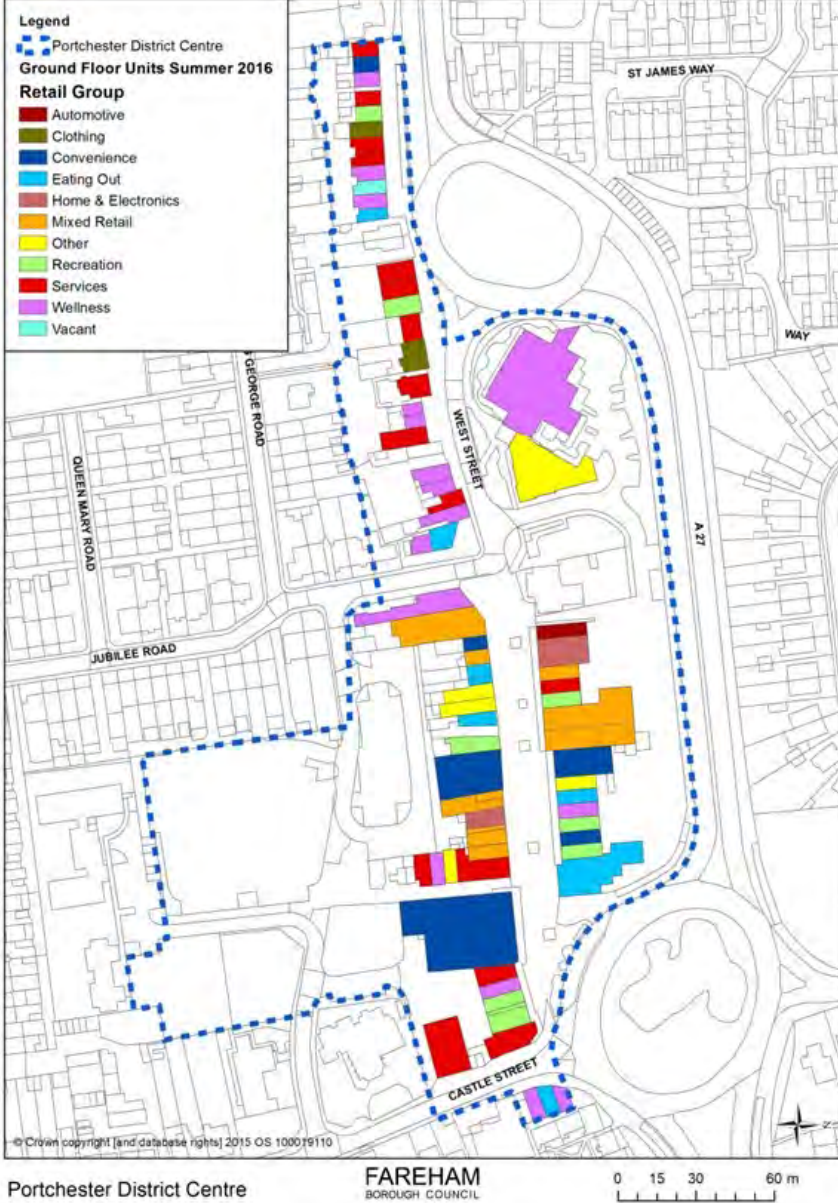 Legend
Portchester District Centre
Ground Floor Units Summer 2016
Retail Group
Automotive
Clothing
Convenience
Eating Out
Home & Electronics
Mixed Retail
Other
Recreation
Services
Wellness
Vacant
ST JAMES WAY
WAY
GEORGE ROAD
WEST STREET
QUEEN MARY ROAD
A 27
JUBILEE ROAD
CASTLE STREET
© Crown copyright [and database rights] 2015 OS 100019110
Portchester District Centre
FAREHAM
BOROUGH COUNCIL
0 15 30 60 m